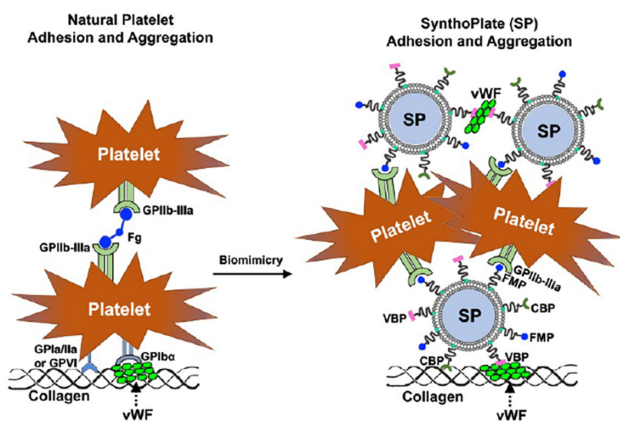 Natural Platelet
Adhesion and Aggregation
Platelet
GPIIb-IIIa
GPIIb-IIIa
Fg
Platelet
GPIa/IIa
or GPVI
GPIbα
Collagen
vWF
Biomimicry
SynthoPlate (SP)
Adhesion and Aggregation
vWF
SP
SP
Platelet
Platelet
GPIIb-IIIa
FMP
VBP
SP
CBP
FMP
CBP
VBP
Collagen
vWF